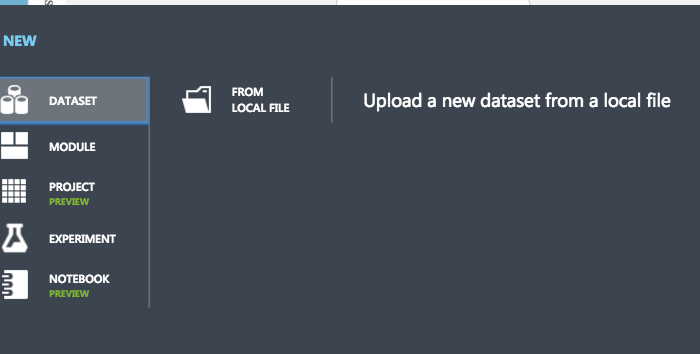 NEW
DATASET
MODULE
PROJECT
PREVIEW
EXPERIMENT
NOTEBOOK
PREVIEW
FROM
LOCAL FILE
Upload a new dataset from a local file